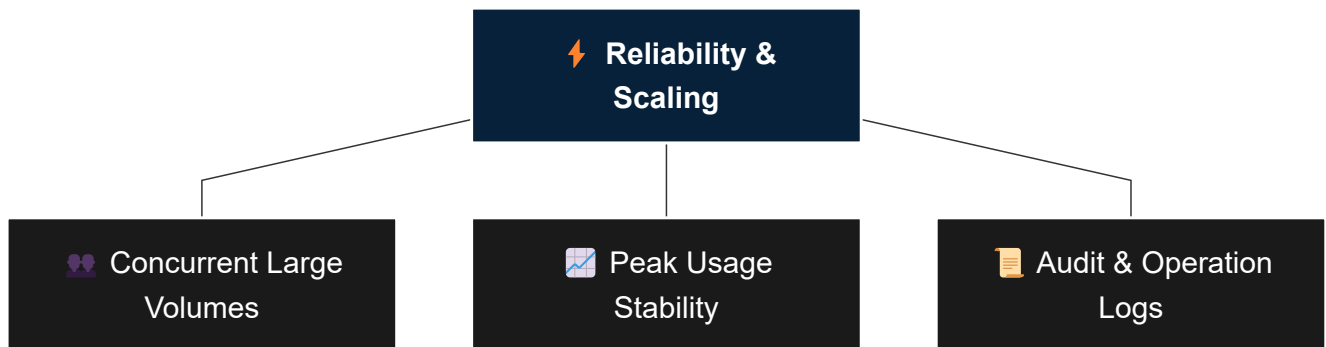 ⚡ Reliability &
Scaling
👥 Concurrent Large
Volumes
📈 Peak Usage
Stability
📜 Audit & Operation
Logs